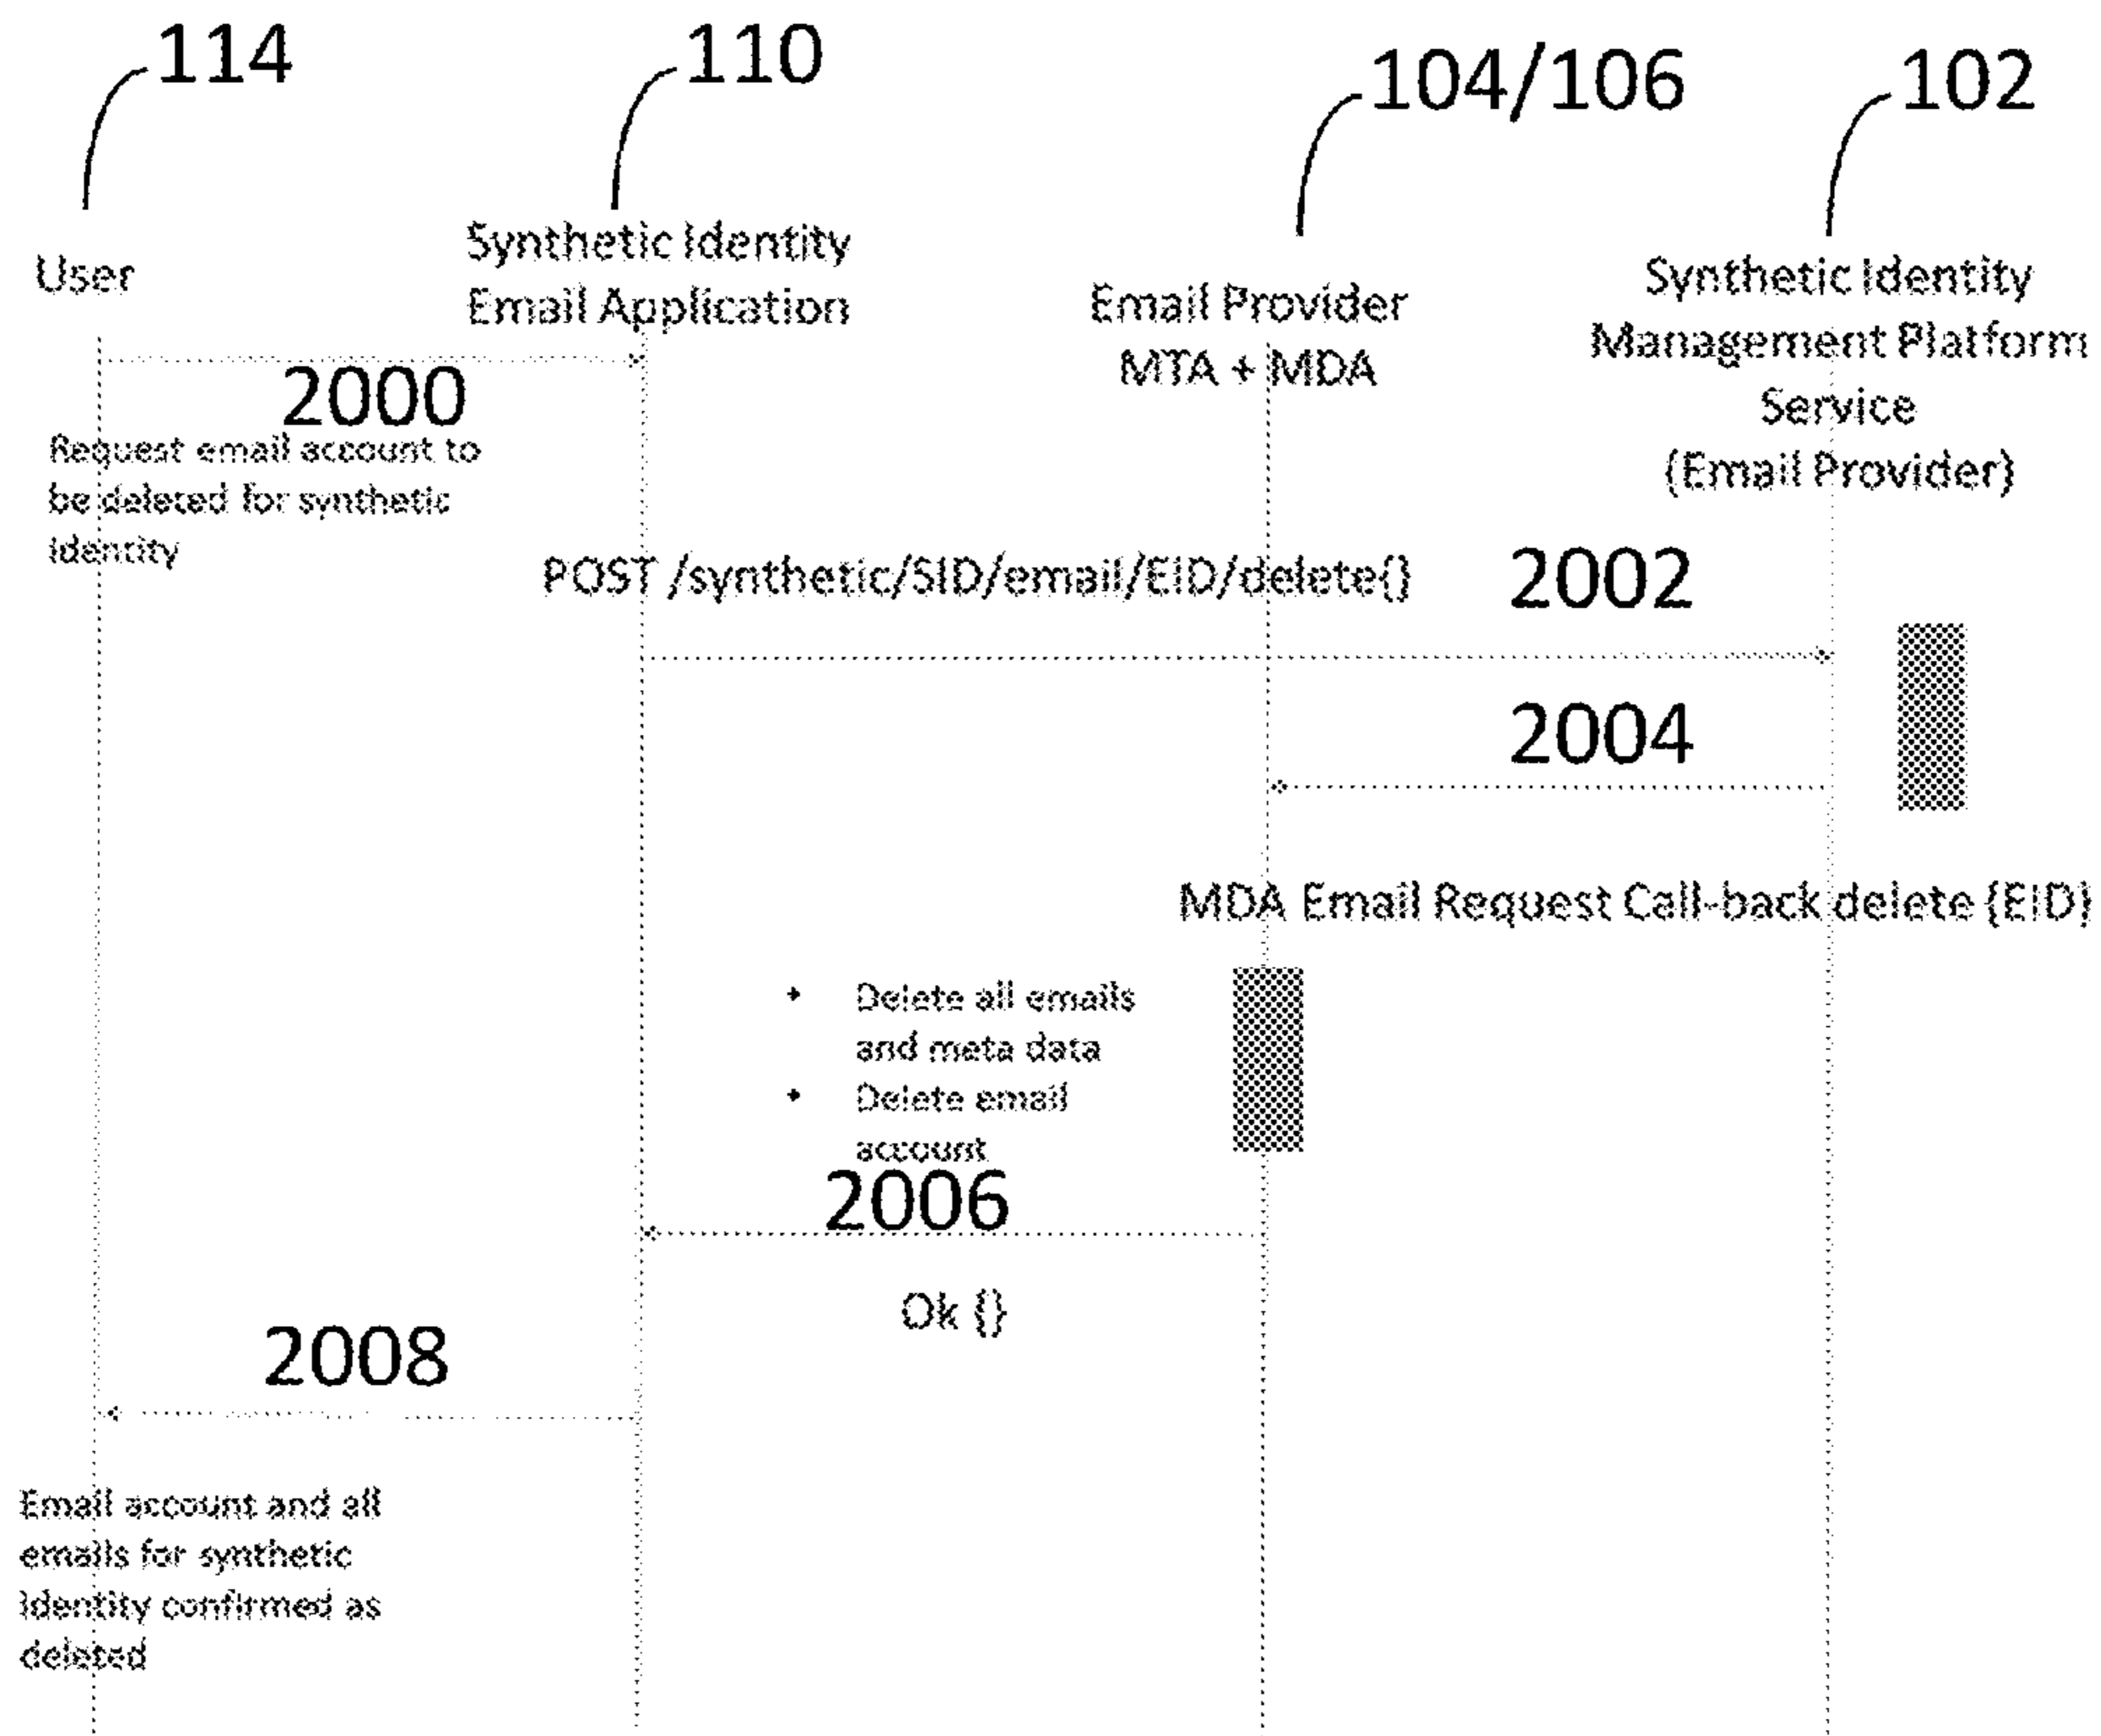 114
110
104/106
102
User
Synthetic Identity
Email Application
Email Provider
MTA + MDA
Synthetic Identity
Management Platform
Service
(Email Provider)
2000
Request email account to
be deleted for synthetic
Identity
POST /synthetic/SID/email/EID/delete{}
2002
2004
MDA Email Request Call-back delete {EID}
• Delete all emails
and meta data
• Delete email
account
2006
Ok {}
2008
Email account and all
emails for synthetic
Identity confirmed as
deleted